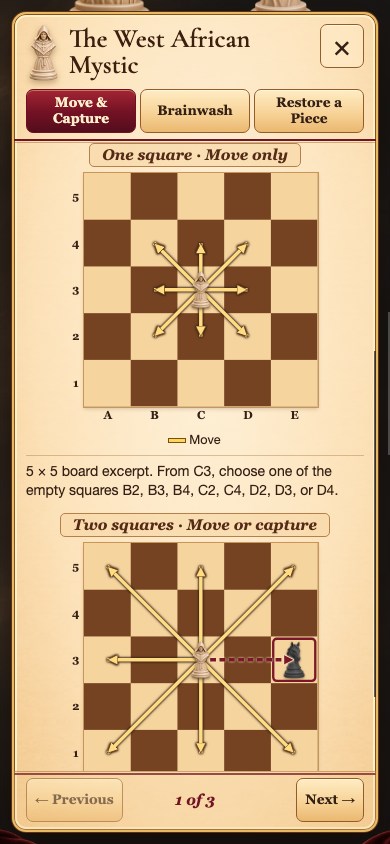 The West African
Mystic
×
Move &
Capture
Brainwash
Restore a
Piece
One square · Move only
5
4
3
2
1
A B C D E
Move
5 × 5 board excerpt. From C3, choose one of the
empty squares B2, B3, B4, C2, C4, D2, D3, or D4.
Two squares · Move or capture
5
4
3
2
1
← Previous
1 of 3
Next →